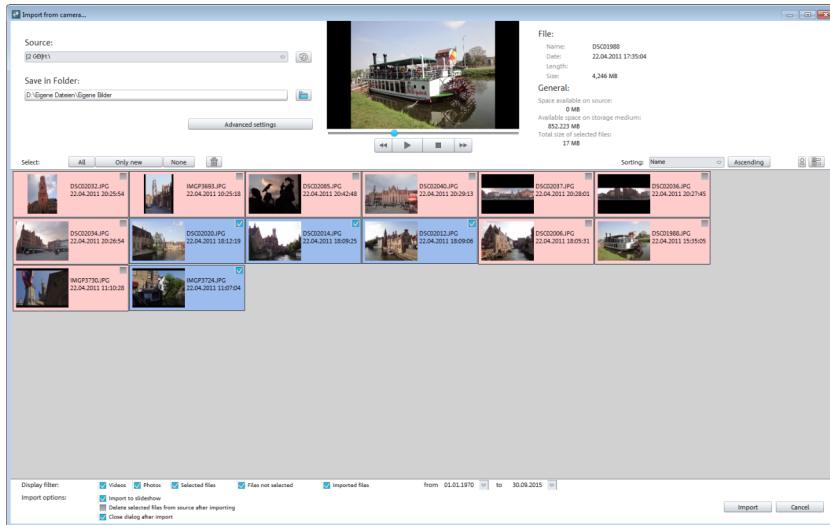 Import from camera...
Source:
[2 GB]H:\
Save in Folder:
D:\Eigene Dateien\Eigene Bilder
Advanced settings
File:
Name: DSC01988
Date: 22.04.2011 17:35:04
Length:
Size: 4,246 MB
General:
Space available on source:
0 MB
Available space on storage medium:
852.223 MB
Total size of selected files:
17 MB
Select: All Only new None Sorting: Name Ascending
DSC02032.JPG
22.04.2011 20:25:54
IMGP3693.JPG
22.04.2011 10:25:18
DSC02085.JPG
22.04.2011 20:42:48
DSC02040.JPG
22.04.2011 20:29:13
DSC02037.JPG
22.04.2011 20:28:01
DSC02036.JPG
22.04.2011 20:27:45
DSC02034.JPG
22.04.2011 20:26:54
DSC02020.JPG
22.04.2011 18:12:19
DSC02014.JPG
22.04.2011 18:09:25
DSC02012.JPG
22.04.2011 18:09:06
DSC02006.JPG
22.04.2011 18:05:31
DSC01988.JPG
22.04.2011 15:35:05
IMGP3730.JPG
22.04.2011 11:10:28
IMGP3724.JPG
22.04.2011 11:07:04
Display filter: Videos Photos Selected files Files not selected Imported files from 01.01.1970 to 30.09.2015
Import options: Import to slideshow
Delete selected files from source after importing
Close dialog after import
Import Cancel